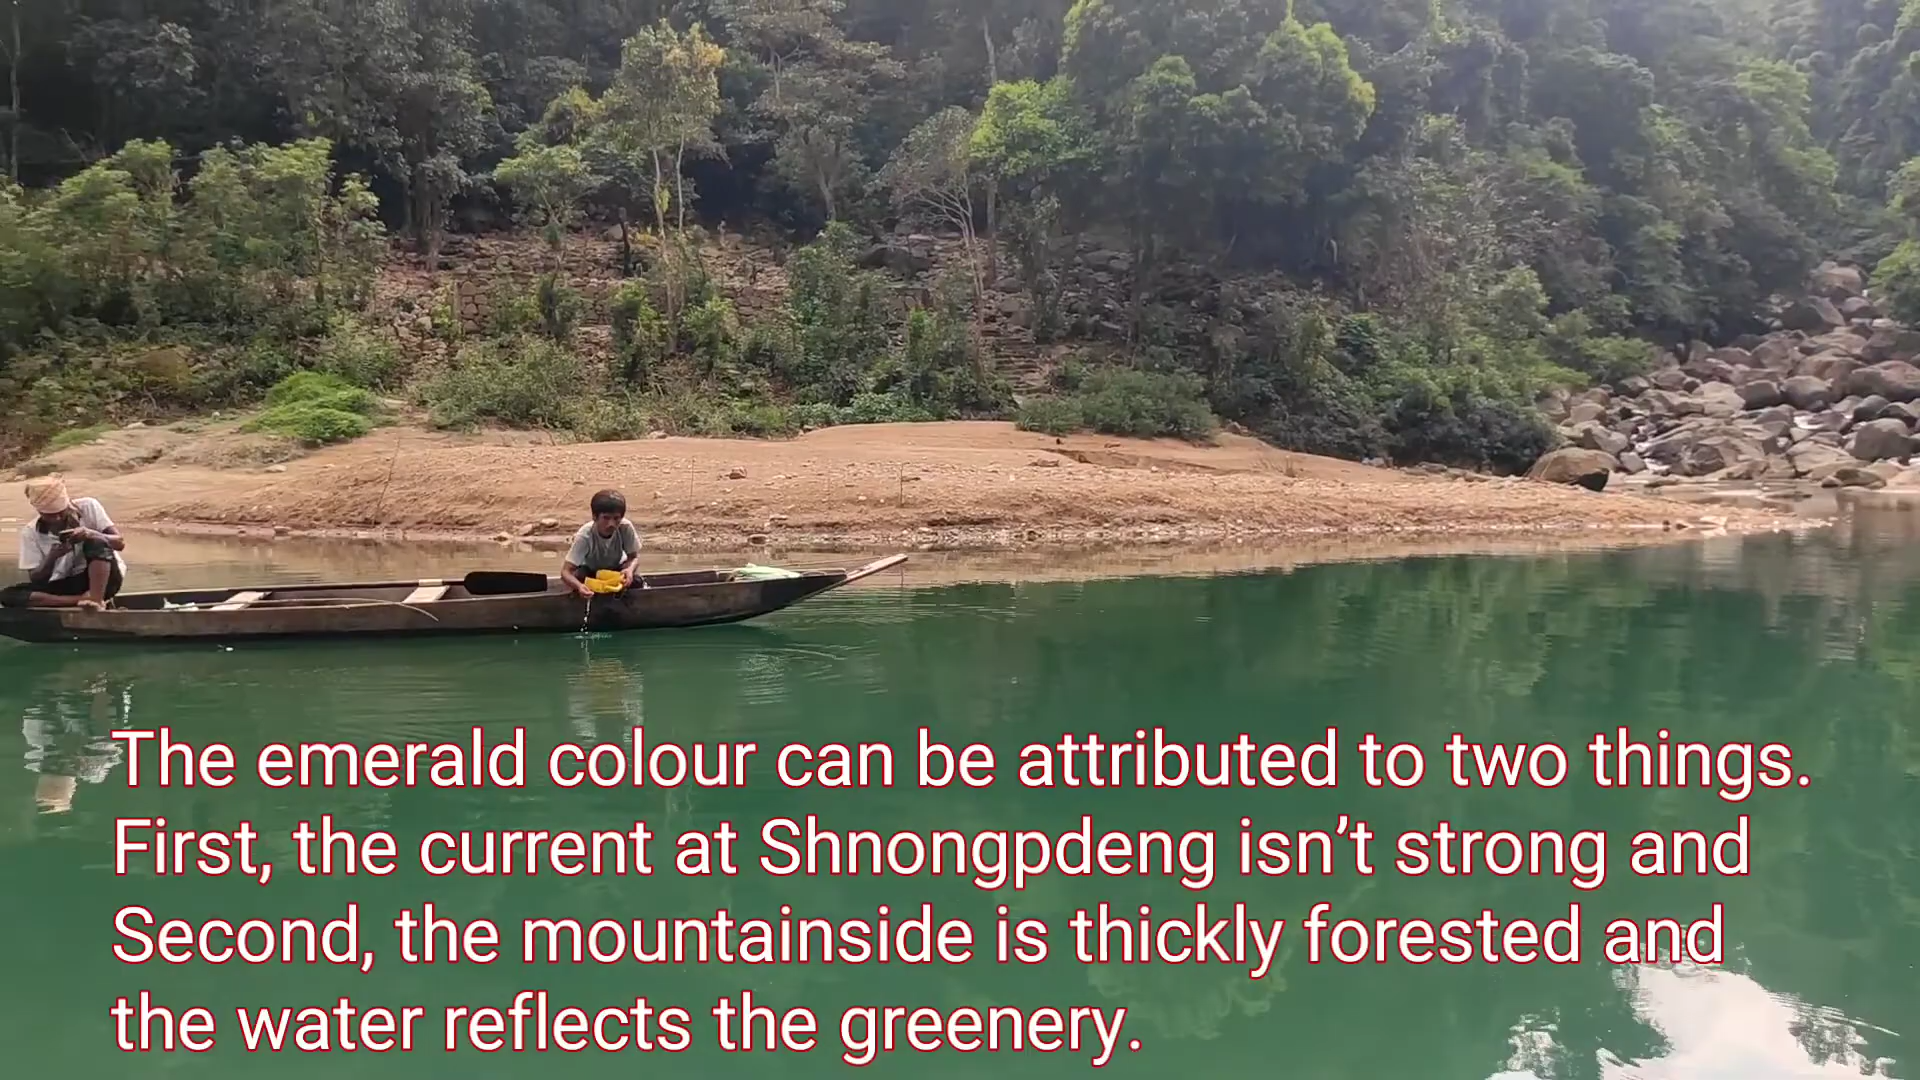 The emerald colour can be attributed to two things.
First, the current at Shnongpdeng isn’t strong and
Second, the mountainside is thickly forested and
the water reflects the greenery.